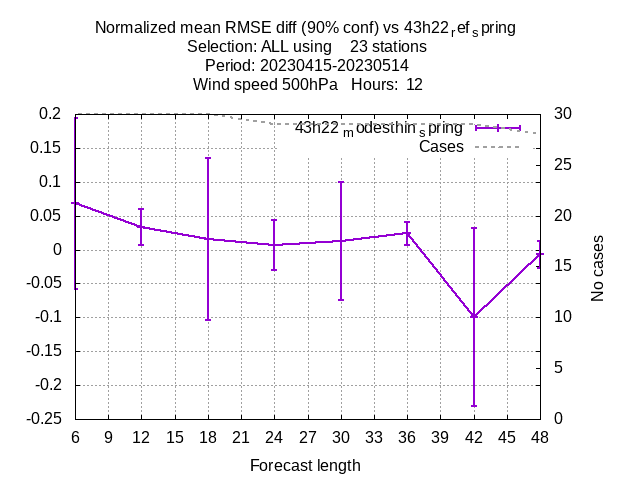 Normalized mean RMSE diff (90% conf) vs 43h22refspring
Selection: ALL using 23 stations
Period: 20230415-20230514
Wind speed 500hPa Hours: 12
43h22modesthinspring
Cases
0.2
0.15
0.1
0.05
0
-0.05
-0.1
-0.15
-0.2
-0.25
30
25
20
15
10
5
0
No cases
6 9 12 15 18 21 24 27 30 33 36 39 42 45 48
Forecast length